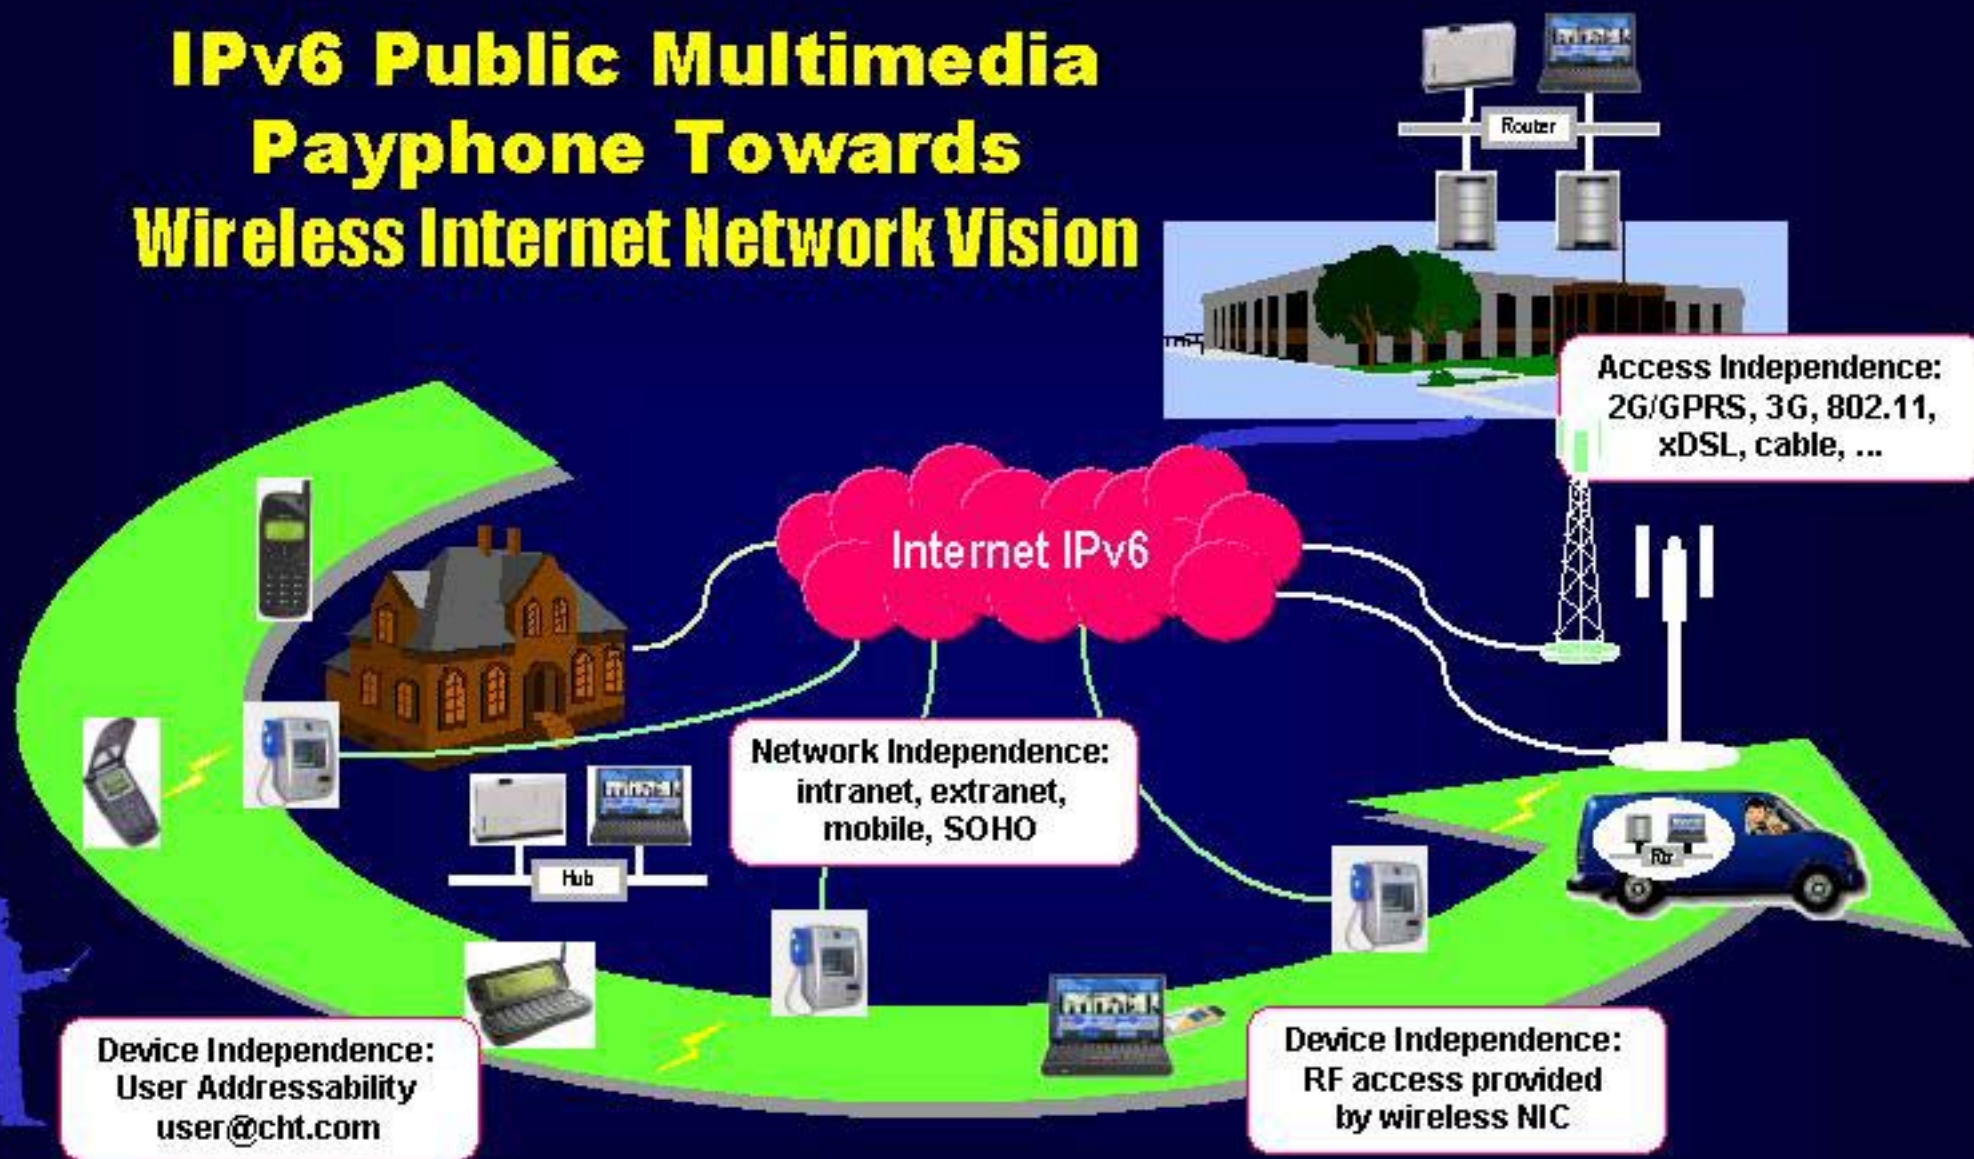 IPv6 Public Multimedia
Payphone Towards
Wireless Internet Network Vision
Router
Access Independence:
2G/GPRS, 3G, 802.11,
xDSL, cable, ...
Internet IPv6
Network Independence:
intranet, extranet,
mobile, SOHO
Hub
Rtr
Device Independence:
User Addressability
user@cht.com
Device Independence:
RF access provided
by wireless NIC